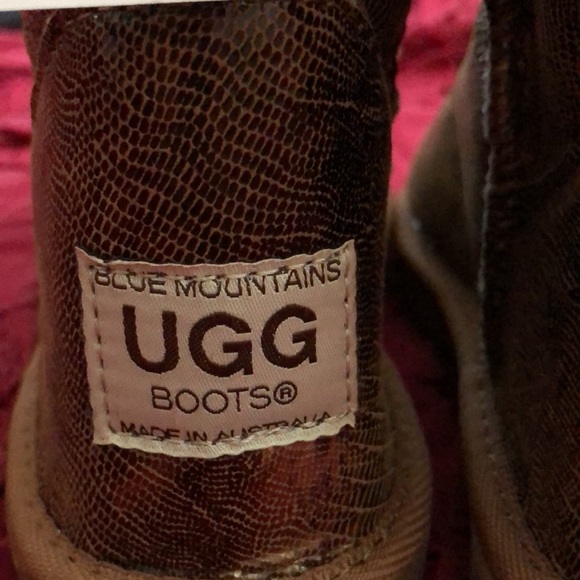 BLUE MOUNTAINS
UGG
BOOTS®
MADE IN AUSTRALIA